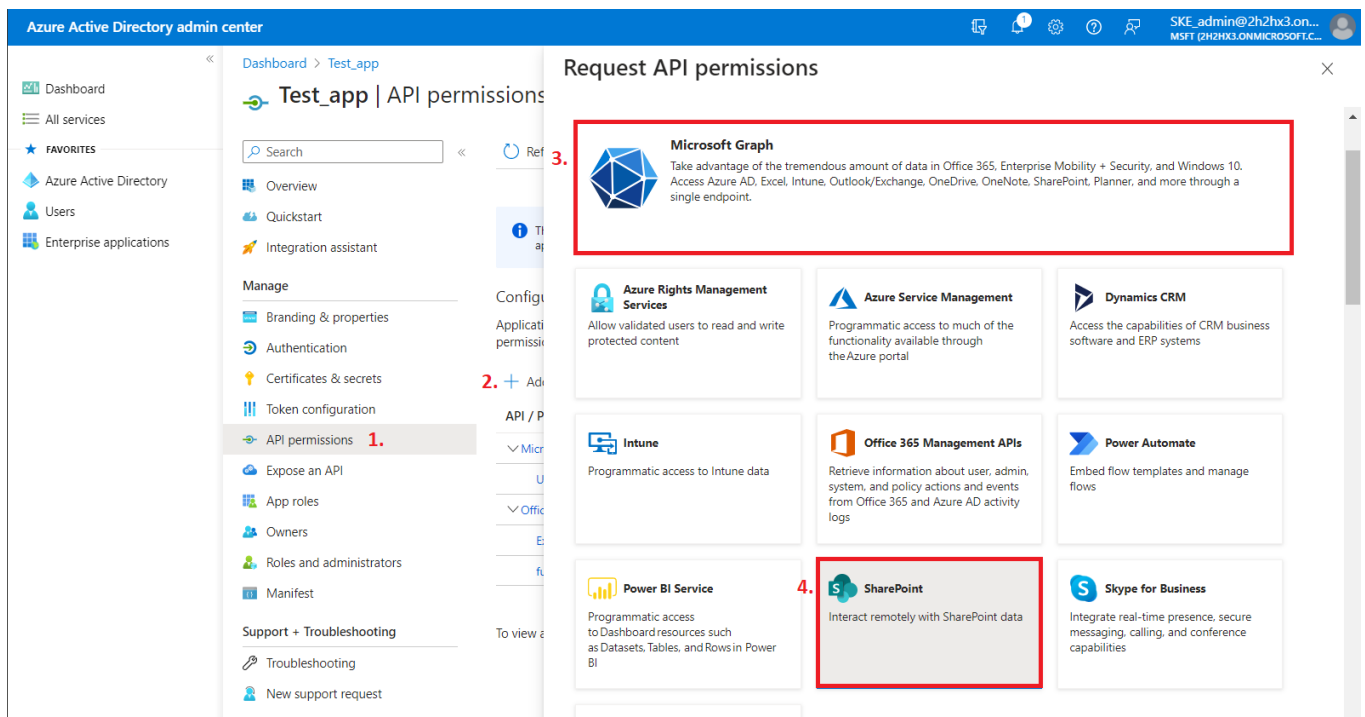 Azure Active Directory admin center
1
SKE_admin@2h2hx3.on...
MSFT (2H2HX3.ONMICROSOFT.C...
«
Dashboard
All services
FAVORITES
Azure Active Directory
Users
Enterprise applications
Dashboard > Test_app
Test_app | API permissions
Search
«
Overview
Quickstart
Integration assistant
Manage
Branding & properties
Authentication
Certificates & secrets
Token configuration
API permissions 1.
Expose an API
App roles
Owners
Roles and administrators
Manifest
Support + Troubleshooting
Troubleshooting
New support request
Ref
Th
ap
Configu
Applicati
permissio
2. + Add
API / P
Micr
U
Offic
E
fu
To view a
Request API permissions
3.
Microsoft Graph
Take advantage of the tremendous amount of data in Office 365, Enterprise Mobility + Security, and Windows 10.
Access Azure AD, Excel, Intune, Outlook/Exchange, OneDrive, OneNote, SharePoint, Planner, and more through a
single endpoint.
Azure Rights Management
Services
Allow validated users to read and write
protected content
Azure Service Management
Programmatic access to much of the
functionality available through
the Azure portal
Dynamics CRM
Access the capabilities of CRM business
software and ERP systems
Intune
Programmatic access to Intune data
Office 365 Management APIs
Retrieve information about user, admin,
system, and policy actions and events
from Office 365 and Azure AD activity
logs
Power Automate
Embed flow templates and manage
flows
Power BI Service
Programmatic access
to Dashboard resources such
as Datasets, Tables, and Rows in Power
BI
4.
S
SharePoint
Interact remotely with SharePoint data
S
Skype for Business
Integrate real-time presence, secure
messaging, calling, and conference
capabilities